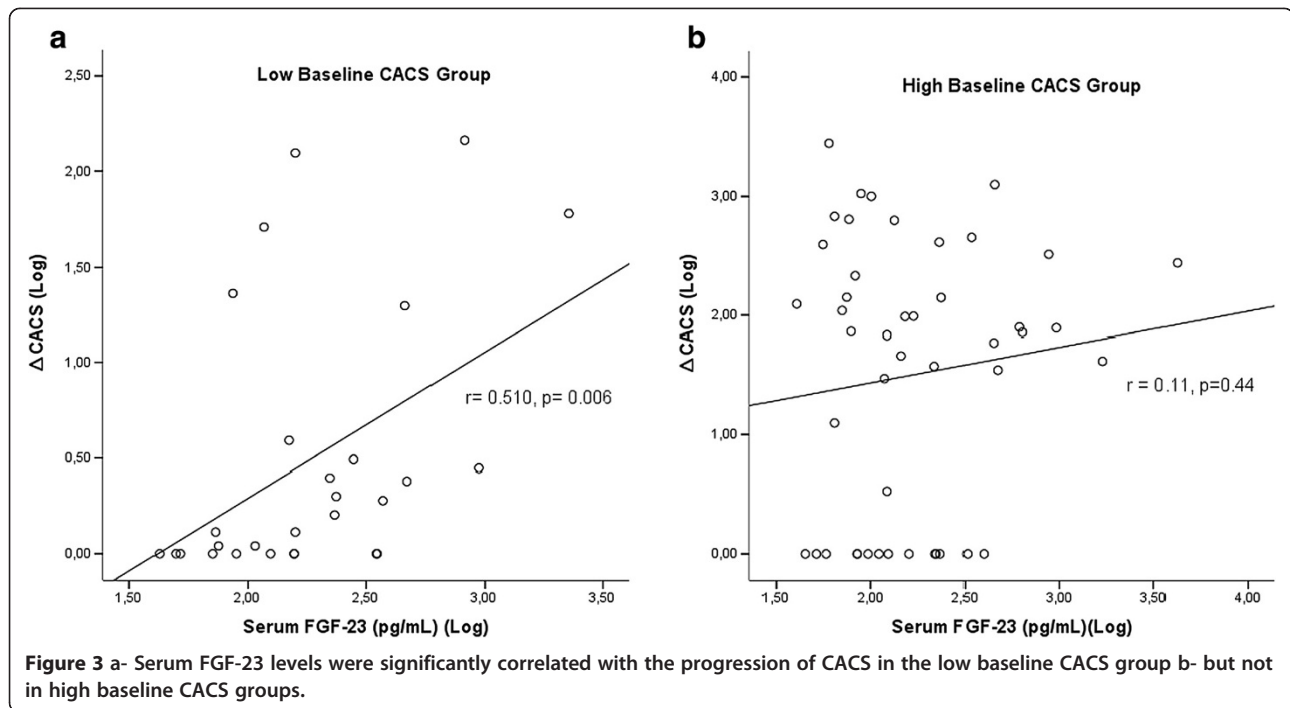 a
Low Baseline CACS Group
2,50
2,00
1,50
1,00
0,50
0,00
Δ CACS (Log)
r= 0.510, p= 0.006
1,50 2,00 2,50 3,00 3,50
Serum FGF-23 (pg/mL) (Log)
b
High Baseline CACS Group
4,00
3,00
2,00
1,00
0,00
Δ CACS (Log)
r = 0.11, p=0.44
1,50 2,00 2,50 3,00 3,50 4,00
Serum FGF-23 (pg/mL)(Log)
Figure 3 a- Serum FGF-23 levels were significantly correlated with the progression of CACS in the low baseline CACS group b- but not
in high baseline CACS groups.